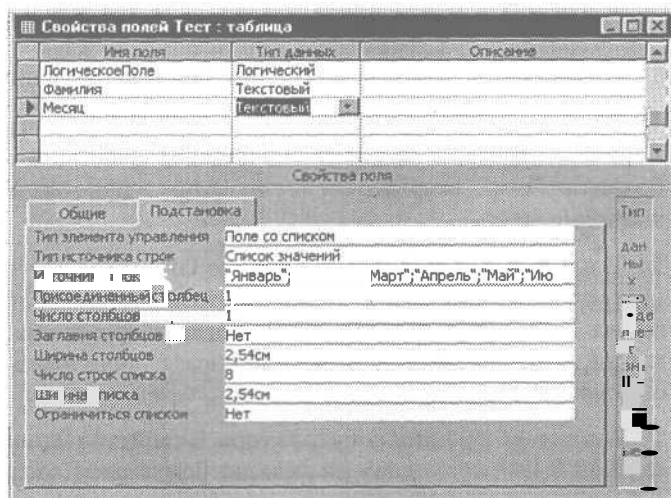 Свойства полей Тест : таблица
Имя поля Тип данных Описание
ЛогическоеПоле Логический
Фамилия Текстовый
Месяц Текстовый
Свойства поля
Общие Подстановка
Тип элемента управления Поле со списком
Тип источника строк Список значений
"Январь"; Март";"Апрель";"Май";"Ию
Присоединенный столбец 1
Число столбцов 1
Заглавия столбцов Нет
Ширина столбцов 2,54см
Число строк списка 8
2,54см
Ограничиться списком Нет
Тип
дан
ны
х